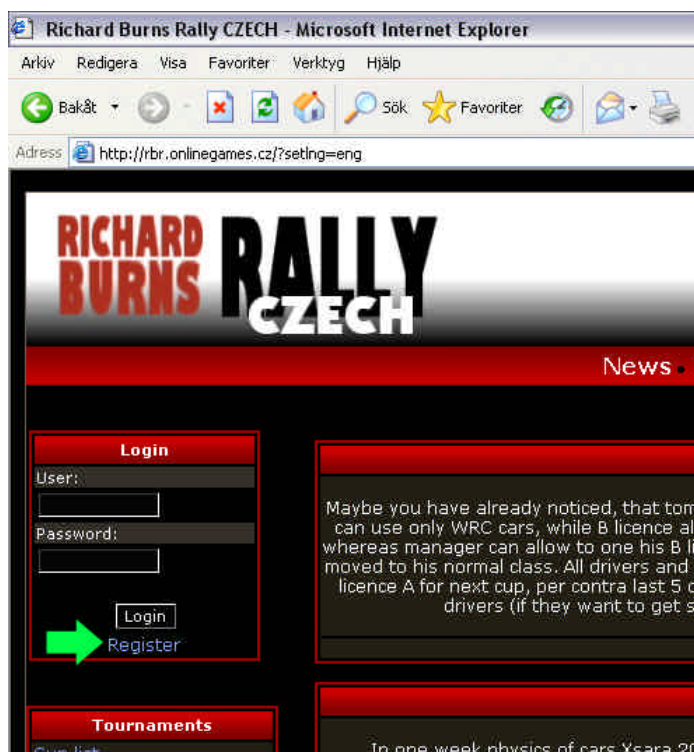 Richard Burns Rally CZECH - Microsoft Internet Explorer
Arkiv Redigera Visa Favoriter Verktyg Hjälp
Bakåt Sök Favoriter
Adress http://rbr.onlinegames.cz/?setlng=eng
RICHARD BURNS RALLY CZECH
News
Login
User:
Password:
Login
Register
Tournaments
Cup list
Maybe you have already noticed, that tom
can use only WRC cars, while B licence al
whereas manager can allow to one his B li
moved to his normal class. All drivers and
licence A for next cup, per contra last 5
drivers (if they want to get s
In one week physics of cars Xsara